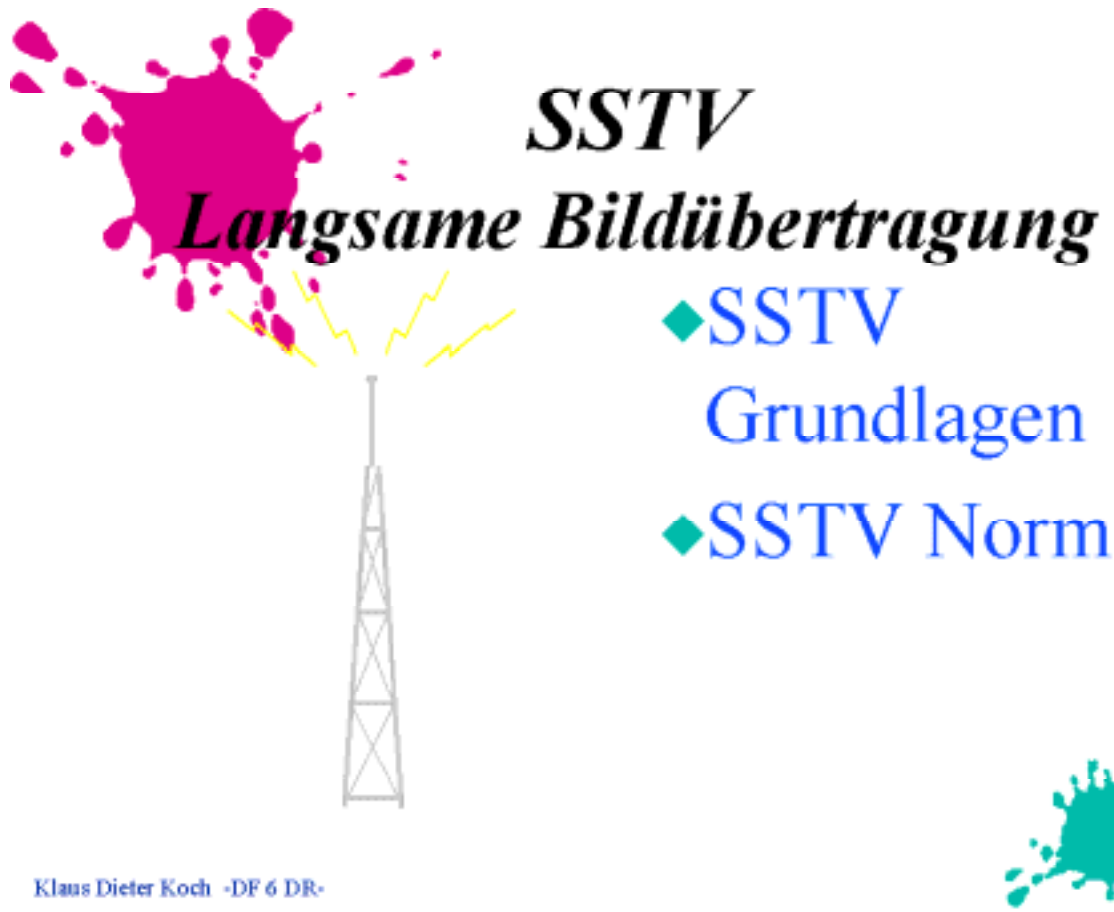 SSTV
Langsame Bildübertragung
SSTV
Grundlagen
SSTV Norm
Klaus Dieter Koch -DF 6 DR-